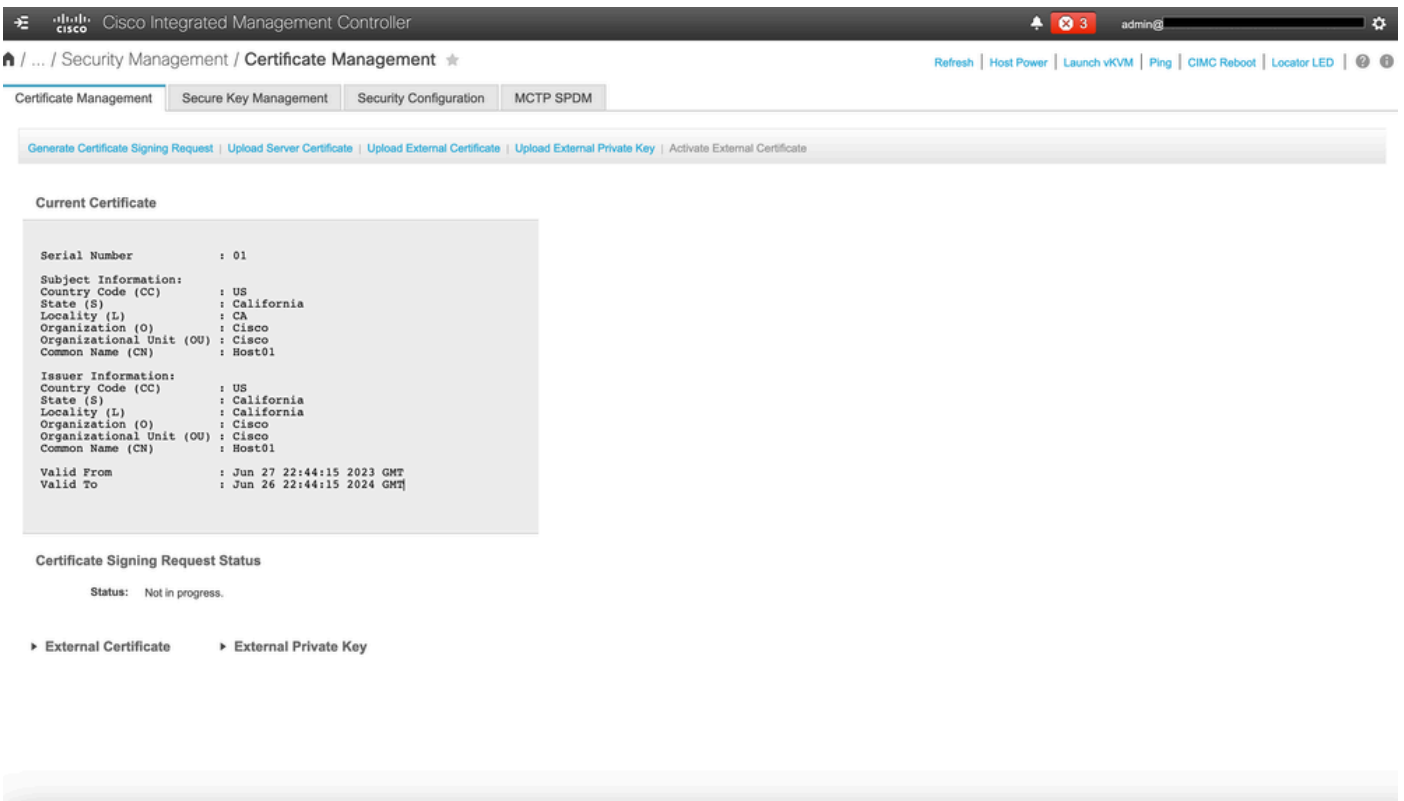 cisco Cisco Integrated Management Controller 3 admin@
/ ... / Security Management / Certificate Management Refresh | Host Power | Launch vKVM | Ping | CIMC Reboot | Locator LED |
Certificate Management Secure Key Management Security Configuration MCTP SPDM
Generate Certificate Signing Request | Upload Server Certificate | Upload External Certificate | Upload External Private Key | Activate External Certificate
Current Certificate
Serial Number : 01
Subject Information:
Country Code (CC) : US
State (S) : California
Locality (L) : CA
Organization (O) : Cisco
Organizational Unit (OU) : Cisco
Common Name (CN) : Host01
Issuer Information:
Country Code (CC) : US
State (S) : California
Locality (L) : California
Organization (O) : Cisco
Organizational Unit (OU) : Cisco
Common Name (CN) : Host01
Valid From : Jun 27 22:44:15 2023 GMT
Valid To : Jun 26 22:44:15 2024 GMT
Certificate Signing Request Status
Status: Not in progress.
External Certificate External Private Key